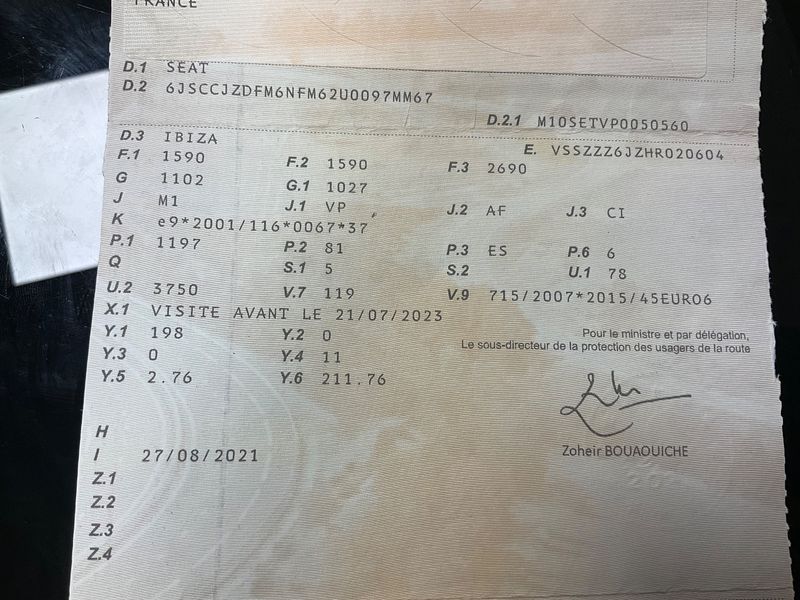 FRANCE
D.1 SEAT
D.2 6JSCCJZDFM6NFM62U0097MM67
D.2.1 M10SETVP0050560
D.3 IBIZA
E. VSSZZZ6JZHR020604
F.1 1590 F.2 1590 F.3 2690
G 1102 G.1 1027
J M1 J.1 VP J.2 AF J.3 CI
K e9*2001/116*0067*37
P.1 1197 P.2 81 P.3 ES P.6 6
Q S.1 5 S.2 U.1 78
U.2 3750 V.7 119 V.9 715/2007*2015/45EURO6
X.1 VISITE AVANT LE 21/07/2023
Y.1 198 Y.2 0
Y.3 0 Y.4 11
Y.5 2.76 Y.6 211.76
Pour le ministre et par délégation,
Le sous-directeur de la protection des usagers de la route
Zoheir BOUAOUICHE
H
I 27/08/2021
Z.1
Z.2
Z.3
Z.4